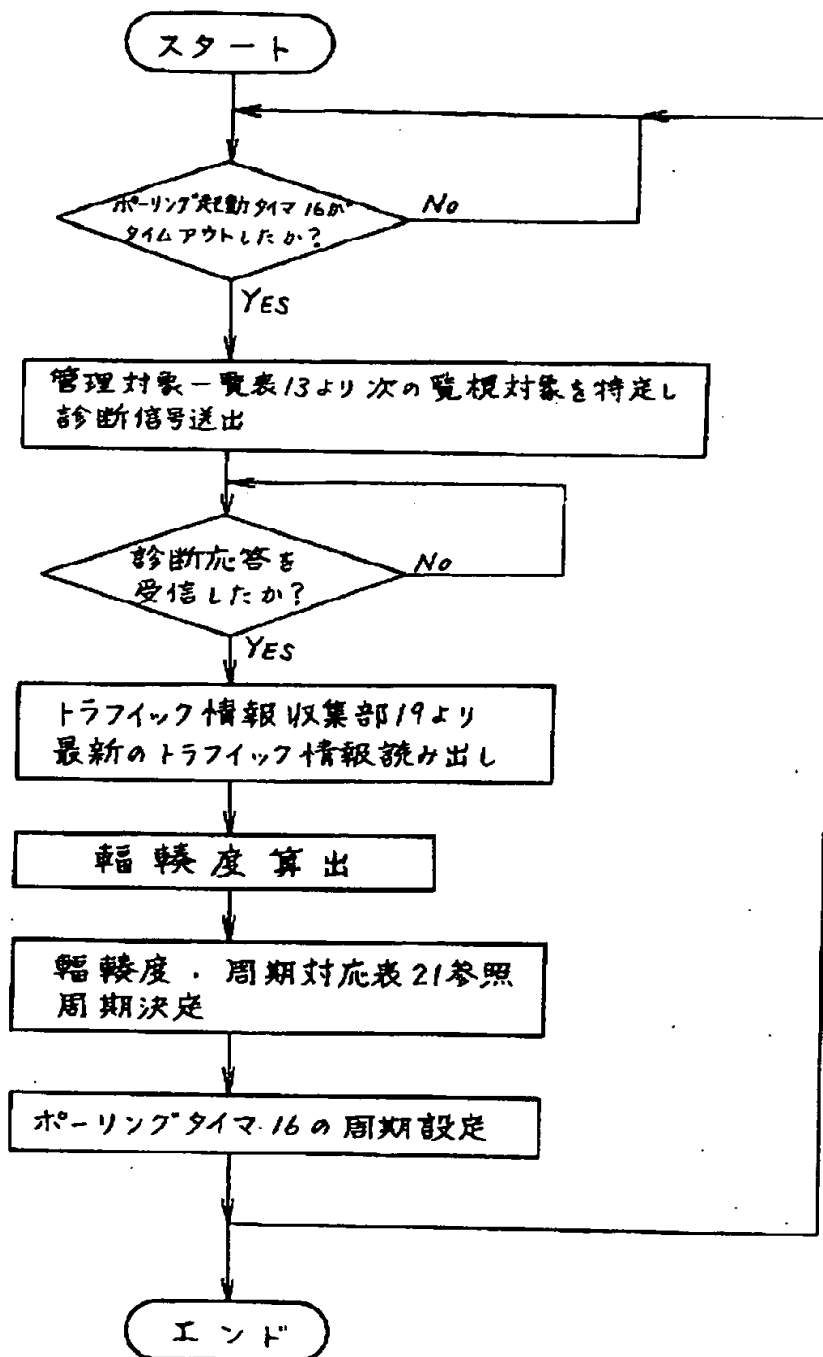 スタート
ポーリング起動タイマ16が
タイムアウトしたか?
No
YES
管理対象一覧表13より次の覧視対象を特定し
診断信号送出
診断応答を
受信したか?
No
YES
トラフィック情報収集部19より
最新のトラフィック情報読み出し
輻輳度算出
輻輳度・周期対応表21参照
周期決定
ポーリングタイマ16の周期設定
エンド